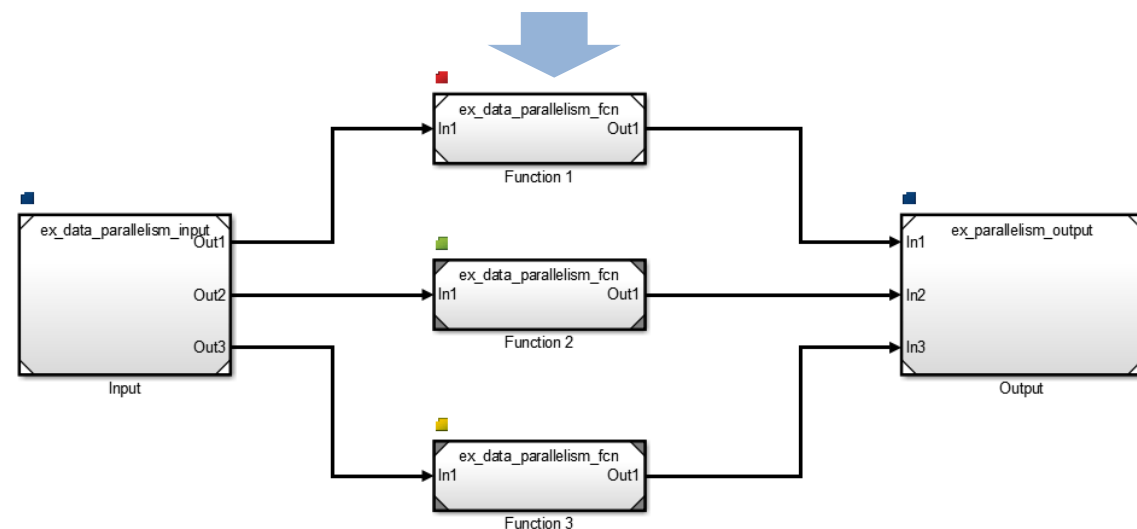 ex_data_parallelism_fcn
In1
Out1
Function 1
ex_data_parallelism_input
Out1
Out2
Out3
Input
ex_data_parallelism_fcn
In1
Out1
Function 2
ex_parallelism_output
In1
In2
In3
Output
ex_data_parallelism_fcn
In1
Out1
Function 3